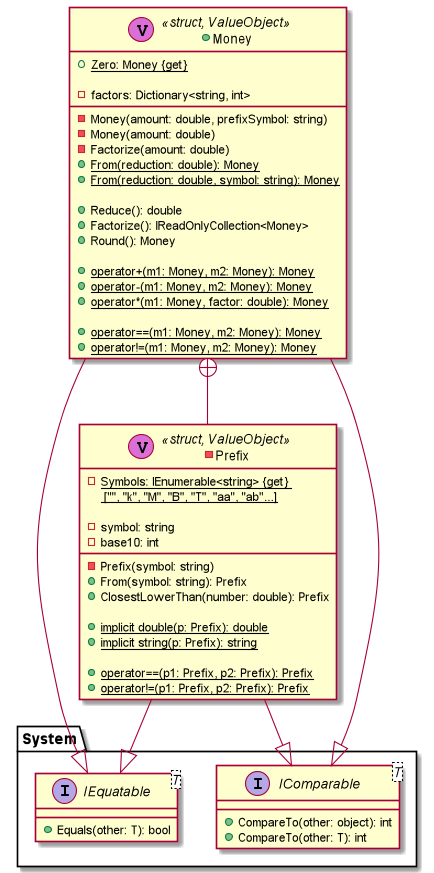 V
«struct, ValueObject»
Money
Zero: Money {get}
factors: Dictionary<string, int>
Money(amount: double, prefixSymbol: string)
Money(amount: double)
Factorize(amount: double)
From(reduction: double): Money
From(reduction: double, symbol: string): Money
Reduce(): double
Factorize(): IReadOnlyCollection<Money>
Round(): Money
operator+(m1: Money, m2: Money): Money
operator-(m1: Money, m2: Money): Money
operator*(m1: Money, factor: double): Money
operator==(m1: Money, m2: Money): Money
operator!=(m1: Money, m2: Money): Money
V
«struct, ValueObject»
Prefix
Symbols: IEnumerable<string> {get}
["", "k", "M", "B", "T", "aa", "ab"...]
symbol: string
base10: int
Prefix(symbol: string)
From(symbol: string): Prefix
ClosestLowerThan(number: double): Prefix
implicit double(p: Prefix): double
implicit string(p: Prefix): string
operator==(p1: Prefix, p2: Prefix): Prefix
operator!=(p1: Prefix, p2: Prefix): Prefix
System
I
IEquatable
T
Equals(other: T): bool
I
IComparable
T
CompareTo(other: object): int
CompareTo(other: T): int